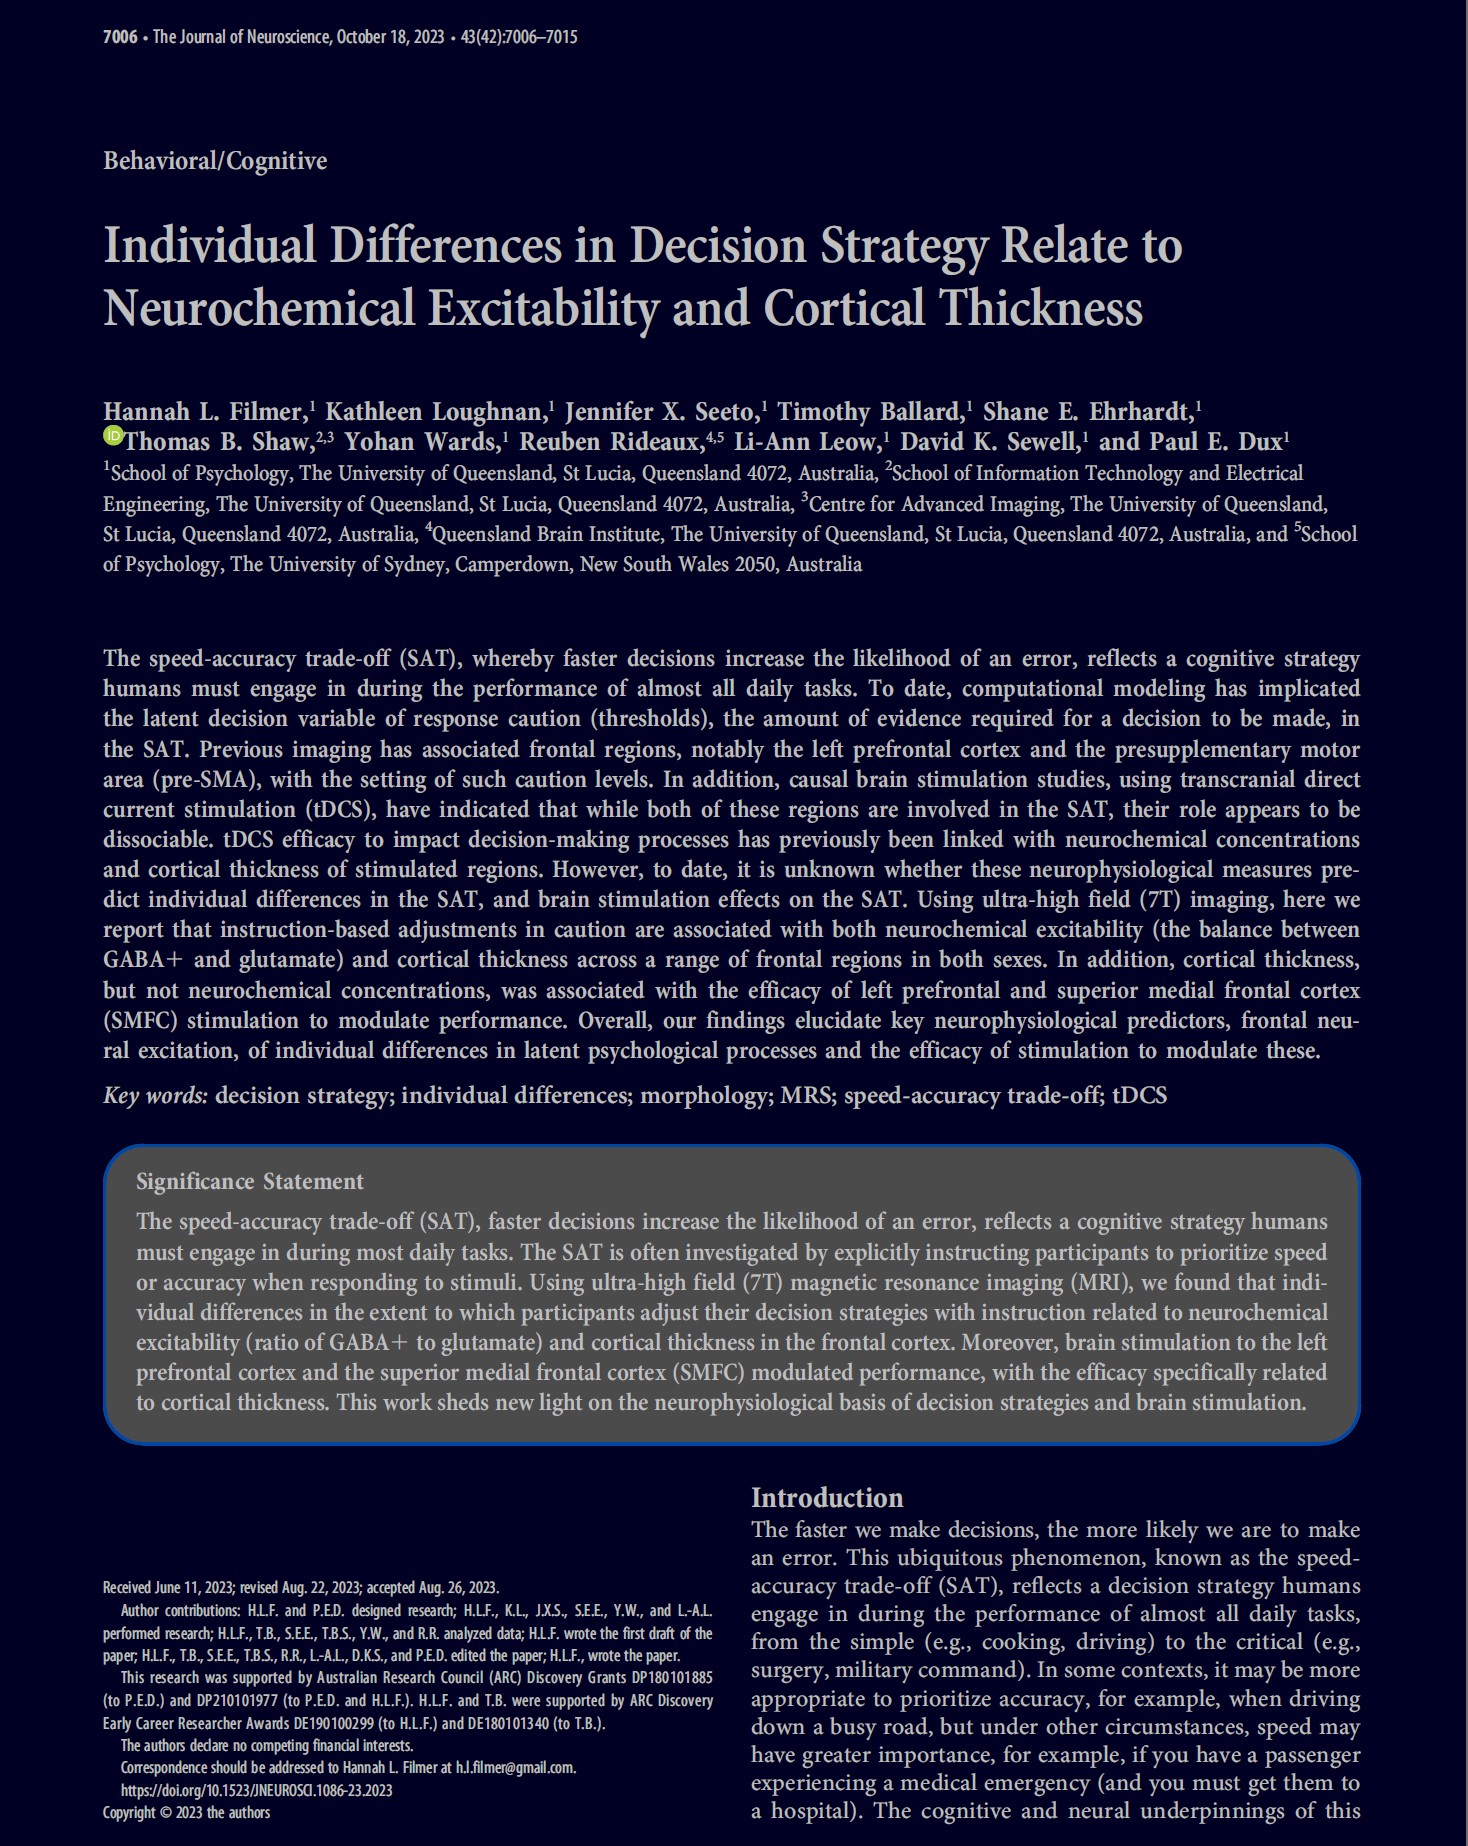 7006 • The Journal of Neuroscience, October 18, 2023 • 43(42):7006–7015
Behavioral/Cognitive
Individual Differences in Decision Strategy Relate to
Neurochemical Excitability and Cortical Thickness
Hannah L. Filmer,1 Kathleen Loughnan,1 Jennifer X. Seeto,1 Timothy Ballard,1 Shane E. Ehrhardt,1
iD Thomas B. Shaw,2,3 Yohan Wards,1 Reuben Rideaux,4,5 Li-Ann Leow,1 David K. Sewell,1 and Paul E. Dux1
1School of Psychology, The University of Queensland, St Lucia, Queensland 4072, Australia, 2School of Information Technology and Electrical
Engineering, The University of Queensland, St Lucia, Queensland 4072, Australia, 3Centre for Advanced Imaging, The University of Queensland,
St Lucia, Queensland 4072, Australia, 4Queensland Brain Institute, The University of Queensland, St Lucia, Queensland 4072, Australia, and 5School
of Psychology, The University of Sydney, Camperdown, New South Wales 2050, Australia
The speed-accuracy trade-off (SAT), whereby faster decisions increase the likelihood of an error, reflects a cognitive strategy
humans must engage in during the performance of almost all daily tasks. To date, computational modeling has implicated
the latent decision variable of response caution (thresholds), the amount of evidence required for a decision to be made, in
the SAT. Previous imaging has associated frontal regions, notably the left prefrontal cortex and the presupplementary motor
area (pre-SMA), with the setting of such caution levels. In addition, causal brain stimulation studies, using transcranial direct
current stimulation (tDCS), have indicated that while both of these regions are involved in the SAT, their role appears to be
dissociable. tDCS efficacy to impact decision-making processes has previously been linked with neurochemical concentrations
and cortical thickness of stimulated regions. However, to date, it is unknown whether these neurophysiological measures pre-
dict individual differences in the SAT, and brain stimulation effects on the SAT. Using ultra-high field (7T) imaging, here we
report that instruction-based adjustments in caution are associated with both neurochemical excitability (the balance between
GABA+ and glutamate) and cortical thickness across a range of frontal regions in both sexes. In addition, cortical thickness,
but not neurochemical concentrations, was associated with the efficacy of left prefrontal and superior medial frontal cortex
(SMFC) stimulation to modulate performance. Overall, our findings elucidate key neurophysiological predictors, frontal neu-
ral excitation, of individual differences in latent psychological processes and the efficacy of stimulation to modulate these.
Key words: decision strategy; individual differences; morphology; MRS; speed-accuracy trade-off; tDCS
Significance Statement
The speed-accuracy trade-off (SAT), faster decisions increase the likelihood of an error, reflects a cognitive strategy humans
must engage in during most daily tasks. The SAT is often investigated by explicitly instructing participants to prioritize speed
or accuracy when responding to stimuli. Using ultra-high field (7T) magnetic resonance imaging (MRI), we found that indi-
vidual differences in the extent to which participants adjust their decision strategies with instruction related to neurochemical
excitability (ratio of GABA+ to glutamate) and cortical thickness in the frontal cortex. Moreover, brain stimulation to the left
prefrontal cortex and the superior medial frontal cortex (SMFC) modulated performance, with the efficacy specifically related
to cortical thickness. This work sheds new light on the neurophysiological basis of decision strategies and brain stimulation.
Received June 11, 2023; revised Aug. 22, 2023; accepted Aug. 26, 2023.
Author contributions: H.L.F. and P.E.D. designed research; H.L.F., K.L., J.X.S., S.E.E., Y.W., and L.-A.L.
performed research; H.L.F., T.B., S.E.E., T.B.S., Y.W., and R.R. analyzed data; H.L.F. wrote the first draft of the
paper; H.L.F., T.B., S.E.E., T.B.S., R.R., L.-A.L., D.K.S., and P.E.D. edited the paper; H.L.F., wrote the paper.
This research was supported by Australian Research Council (ARC) Discovery Grants DP180101885
(to P.E.D.) and DP210101977 (to P.E.D. and H.L.F.). H.L.F. and T.B. were supported by ARC Discovery
Early Career Researcher Awards DE190100299 (to H.L.F.) and DE180101340 (to T.B.).
The authors declare no competing financial interests.
Correspondence should be addressed to Hannah L. Filmer at h.l.filmer@gmail.com.
https://doi.org/10.1523/JNEUROSCI.1086-23.2023
Copyright © 2023 the authors
Introduction
The faster we make decisions, the more likely we are to make
an error. This ubiquitous phenomenon, known as the speed-
accuracy trade-off (SAT), reflects a decision strategy humans
engage in during the performance of almost all daily tasks,
from the simple (e.g., cooking, driving) to the critical (e.g.,
surgery, military command). In some contexts, it may be more
appropriate to prioritize accuracy, for example, when driving
down a busy road, but under other circumstances, speed may
have greater importance, for example, if you have a passenger
experiencing a medical emergency (and you must get them to
a hospital). The cognitive and neural underpinnings of this